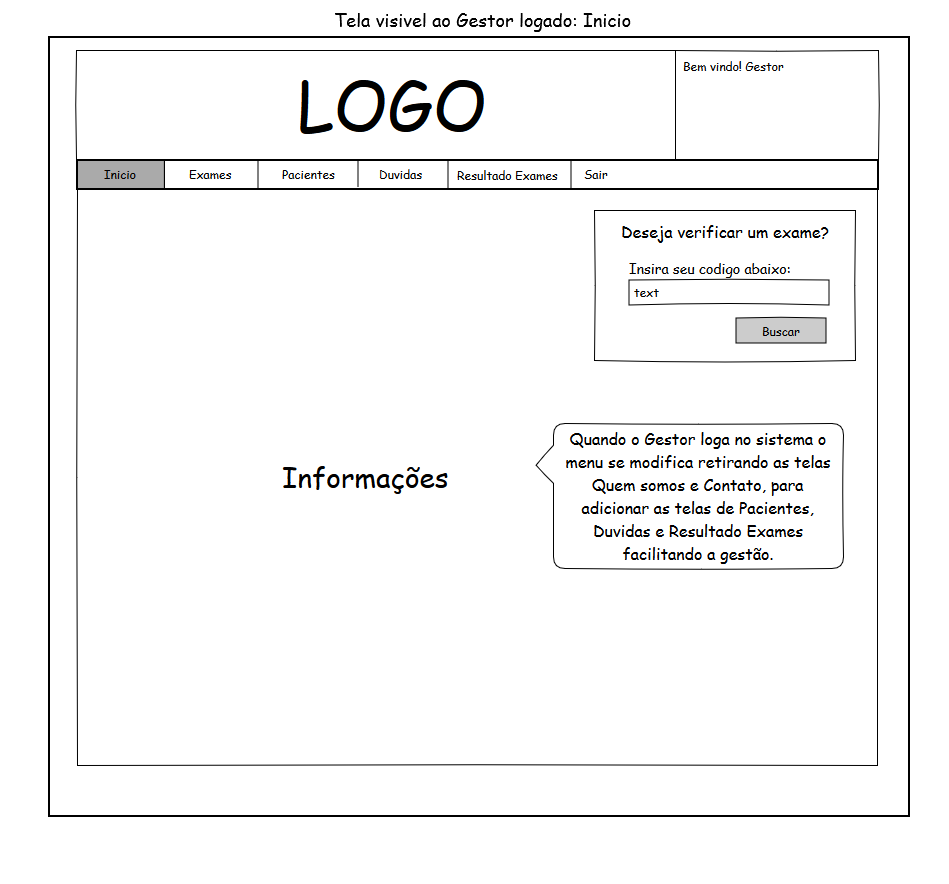 Tela visivel ao Gestor logado: Inicio
LOGO
Bem vindo! Gestor
Inicio
Exames
Pacientes
Duvidas
Resultado Exames
Sair
Deseja verificar um exame?
Insira seu codigo abaixo:
text
Buscar
Informações
Quando o Gestor loga no sistema o
menu se modifica retirando as telas
Quem somos e Contato, para
adicionar as telas de Pacientes,
Duvidas e Resultado Exames
facilitando a gestão.